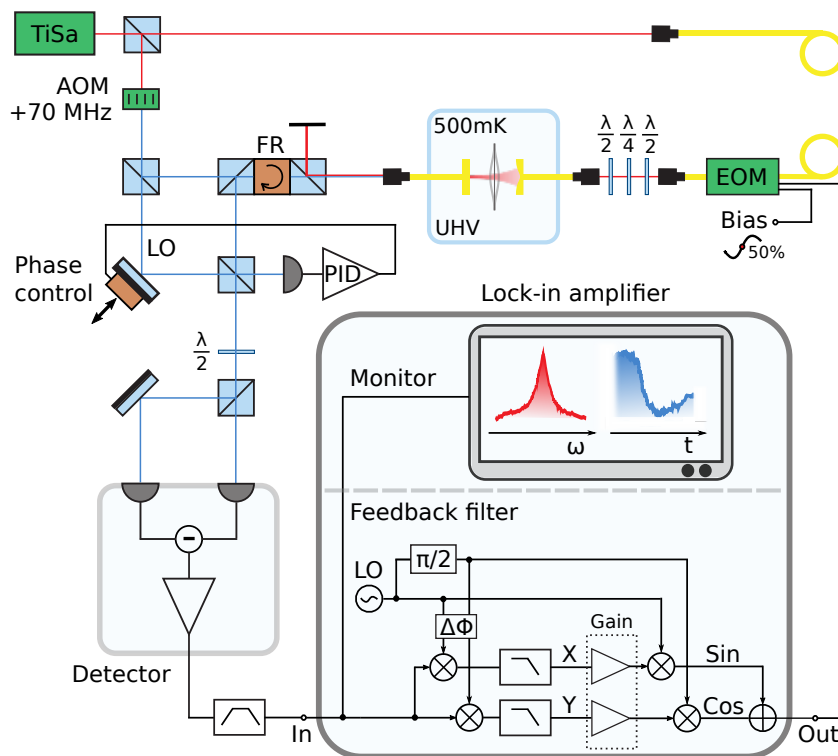 TiSa
AOM
+70 MHz
FR
500mK
UHV
λ/2
λ/4
λ/2
EOM
Bias
50%
LO
Phase
control
PID
λ/2
Lock-in amplifier
Monitor
ω
t
Feedback filter
LO
π/2
ΔΦ
Gain
X
Sin
Y
Cos
Detector
In
Out